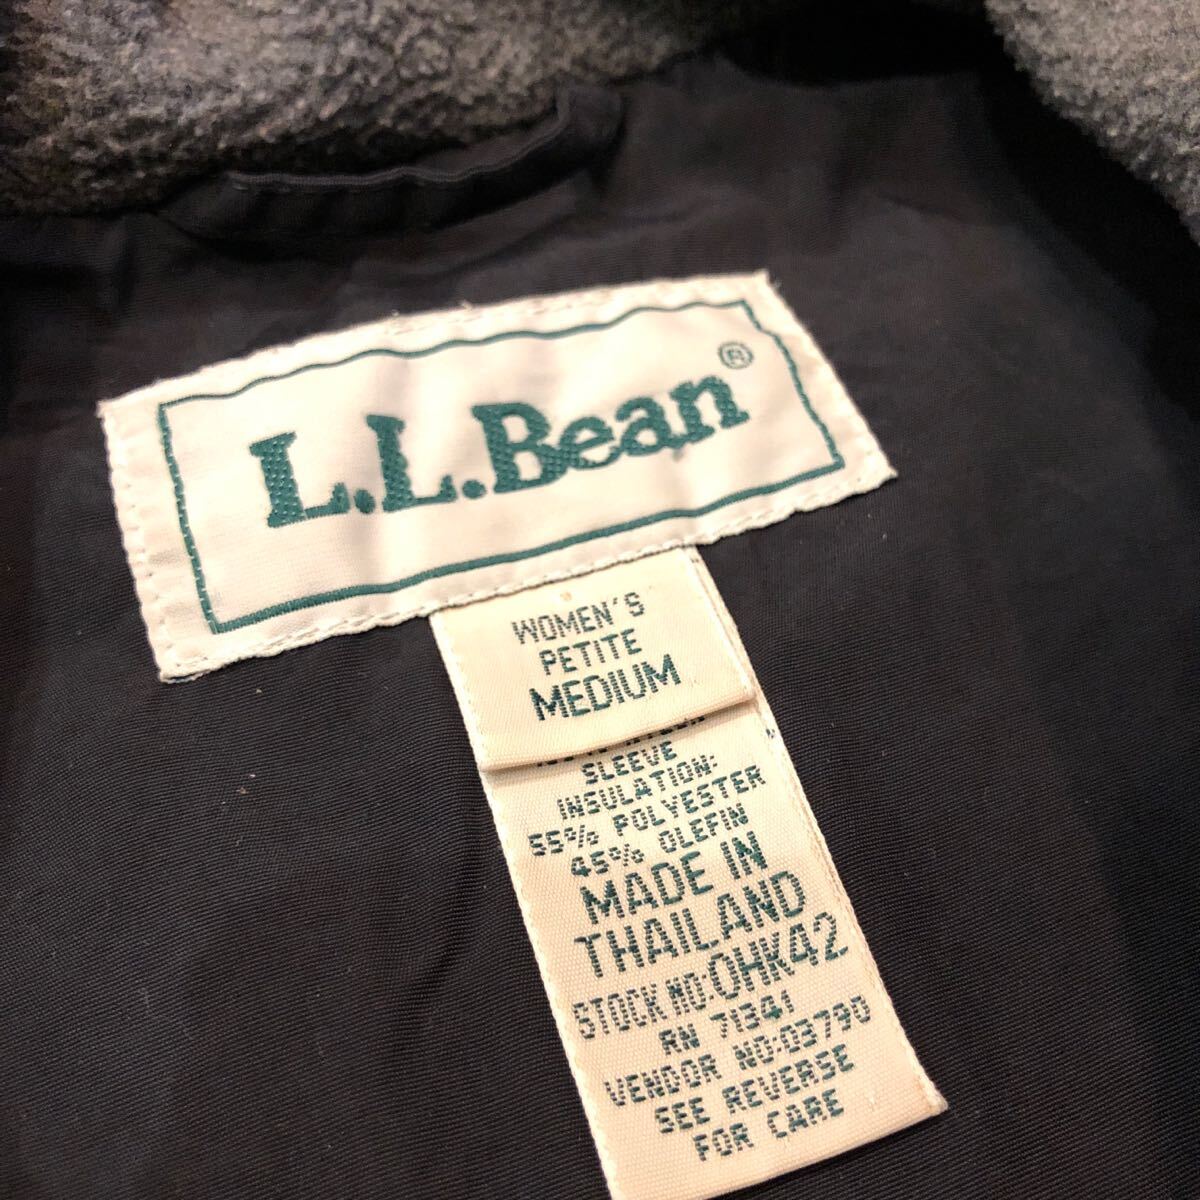 L.L.Bean®
WOMEN'S
PETITE
MEDIUM
SLEEVE
INSULATION:
55% POLYESTER
45% OLEFIN
MADE IN
THAILAND
STOCK NO:0HK42
RN 71341
VENDOR NO:03790
SEE REVERSE
FOR CARE